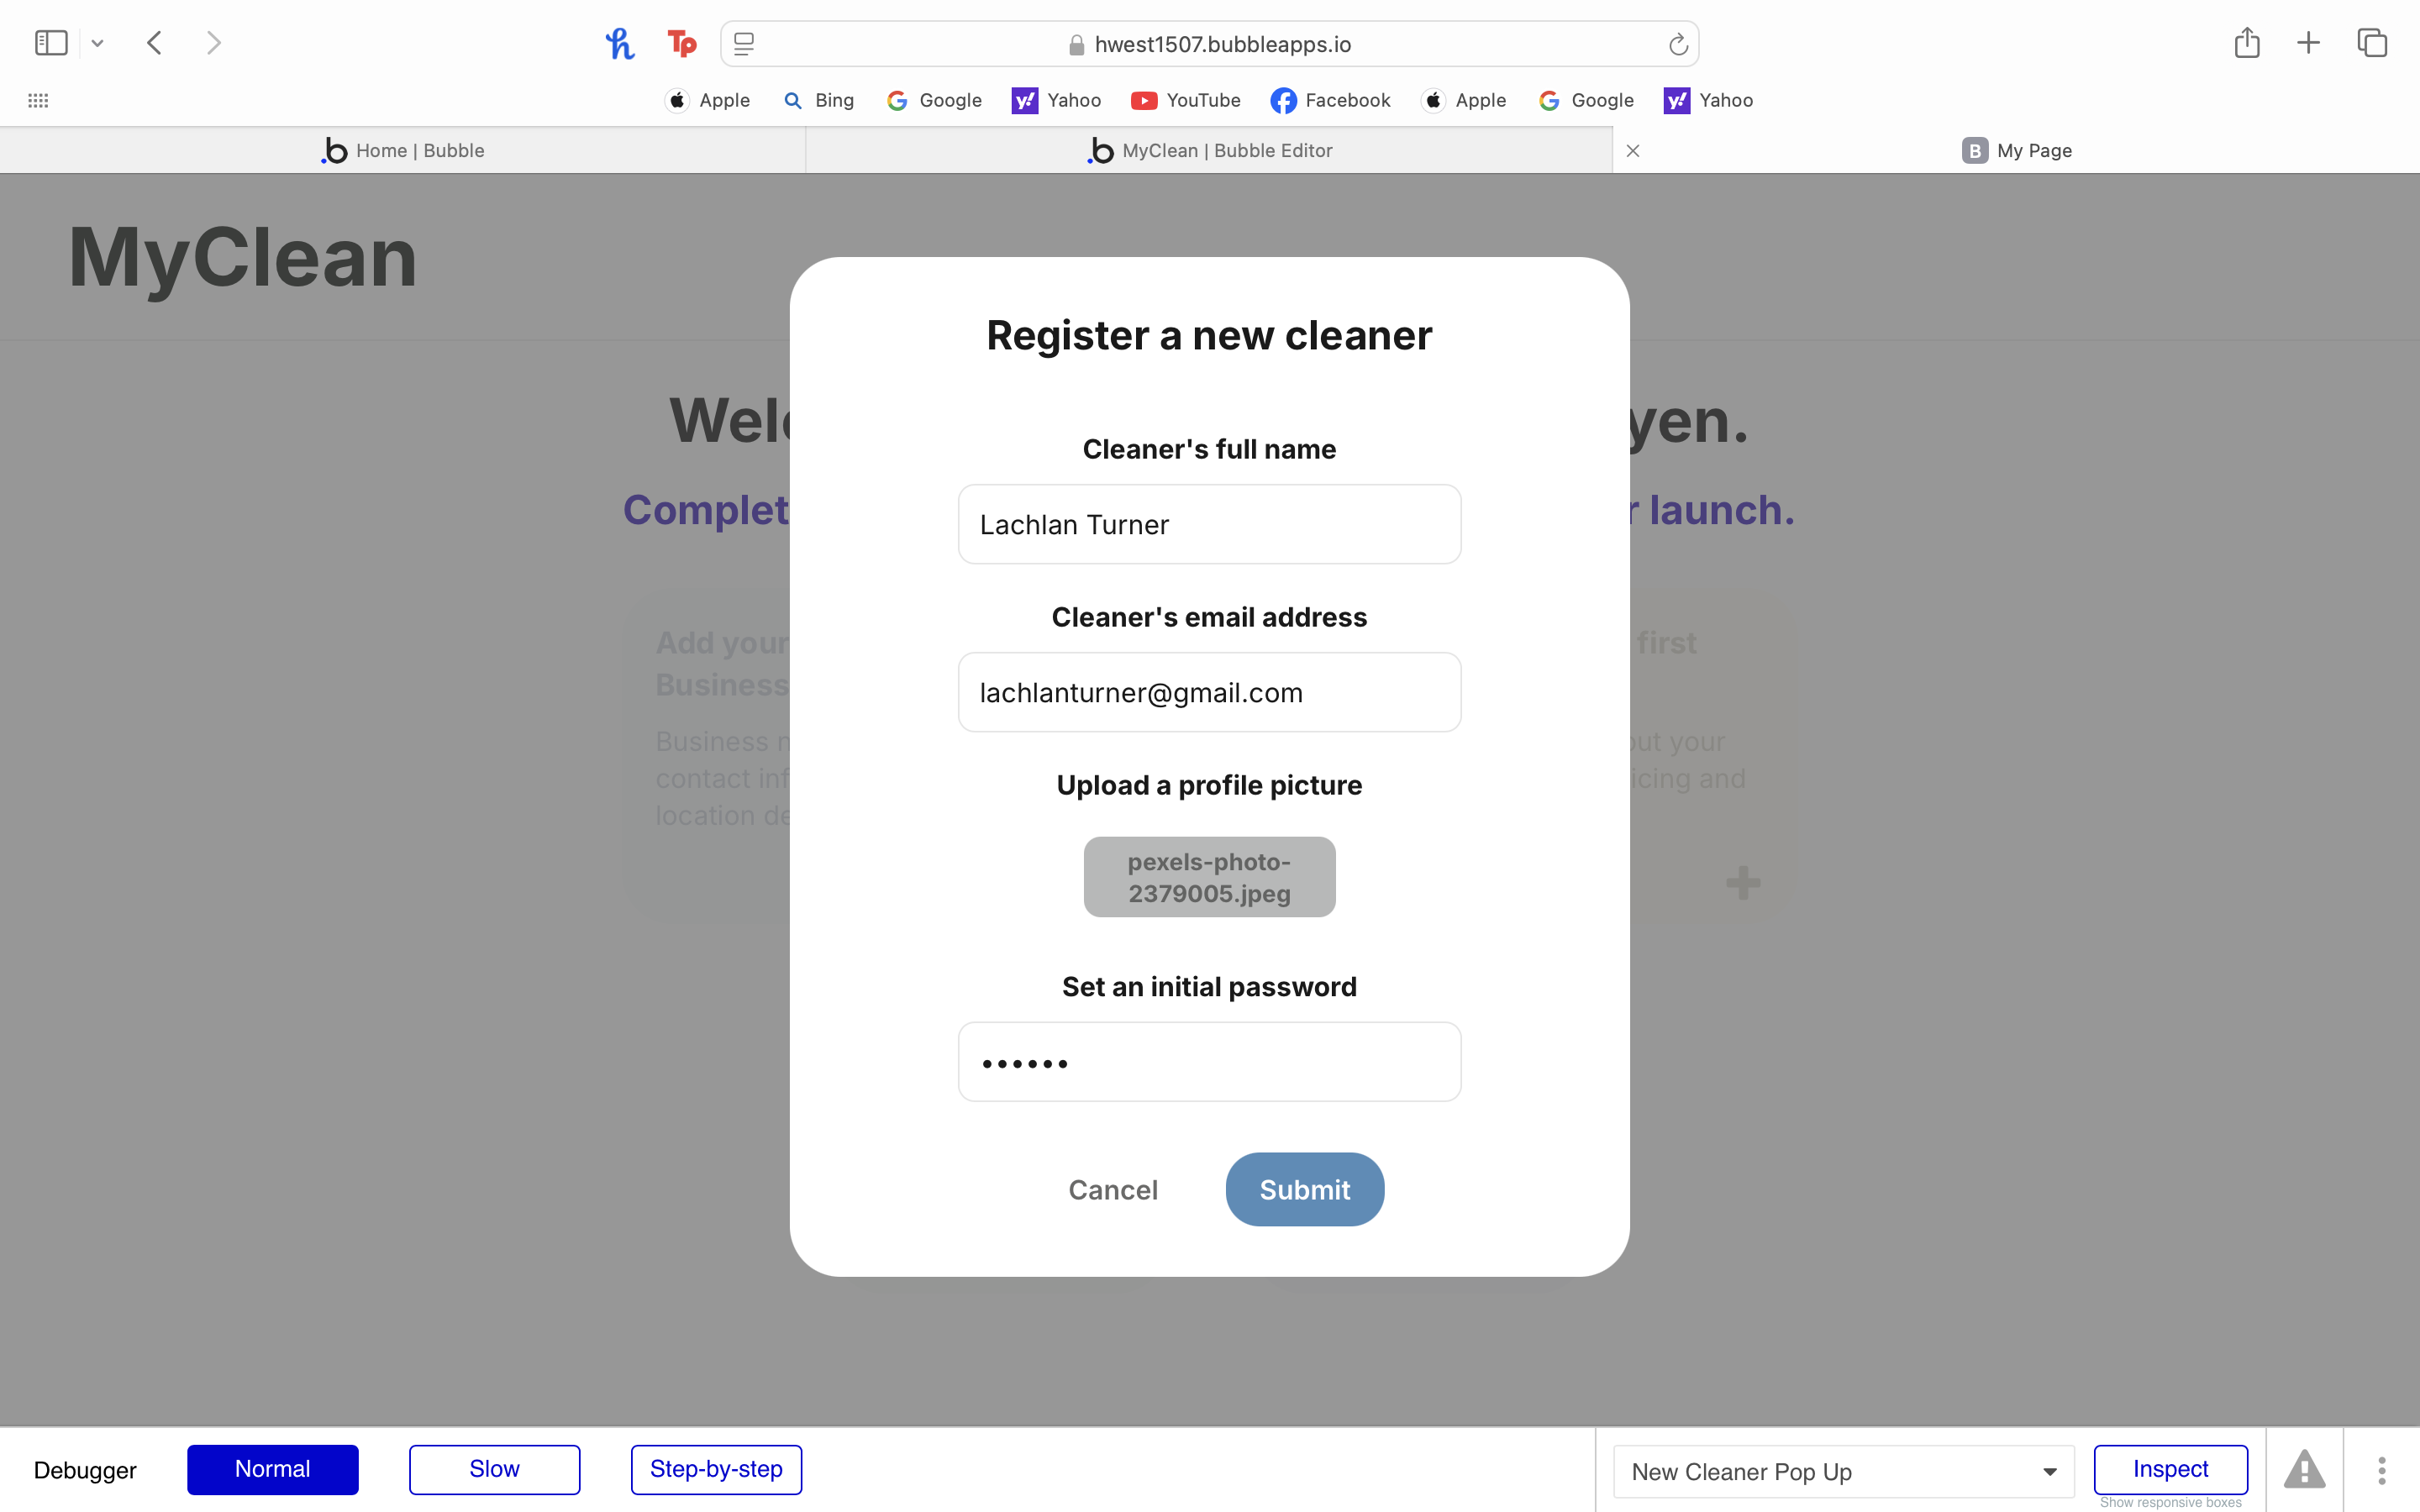 hwest1507.bubbleapps.io
Apple Bing Google Yahoo YouTube Facebook Apple Google Yahoo
Home | Bubble MyClean | Bubble Editor My Page
MyClean
Register a new cleaner
yen.
Cleaner's full name
Complet r launch.
Lachlan Turner
Cleaner's email address
Add your first
Business
lachlanturner@gmail.com
Business out your
contact inf icing and
Upload a profile picture
location de
pexels-photo-
2379005.jpeg
Set an initial password
••••••
Cancel Submit
Debugger Normal Slow Step-by-step New Cleaner Pop Up Inspect
Show responsive boxes